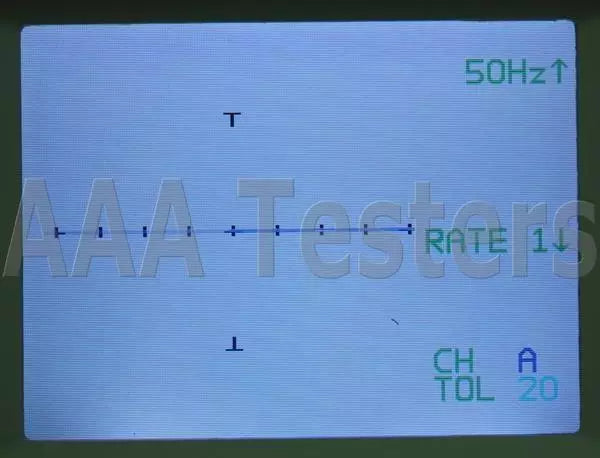 50Hz↑
AAA Testers
RATE 1↓
CH A
TOL 20